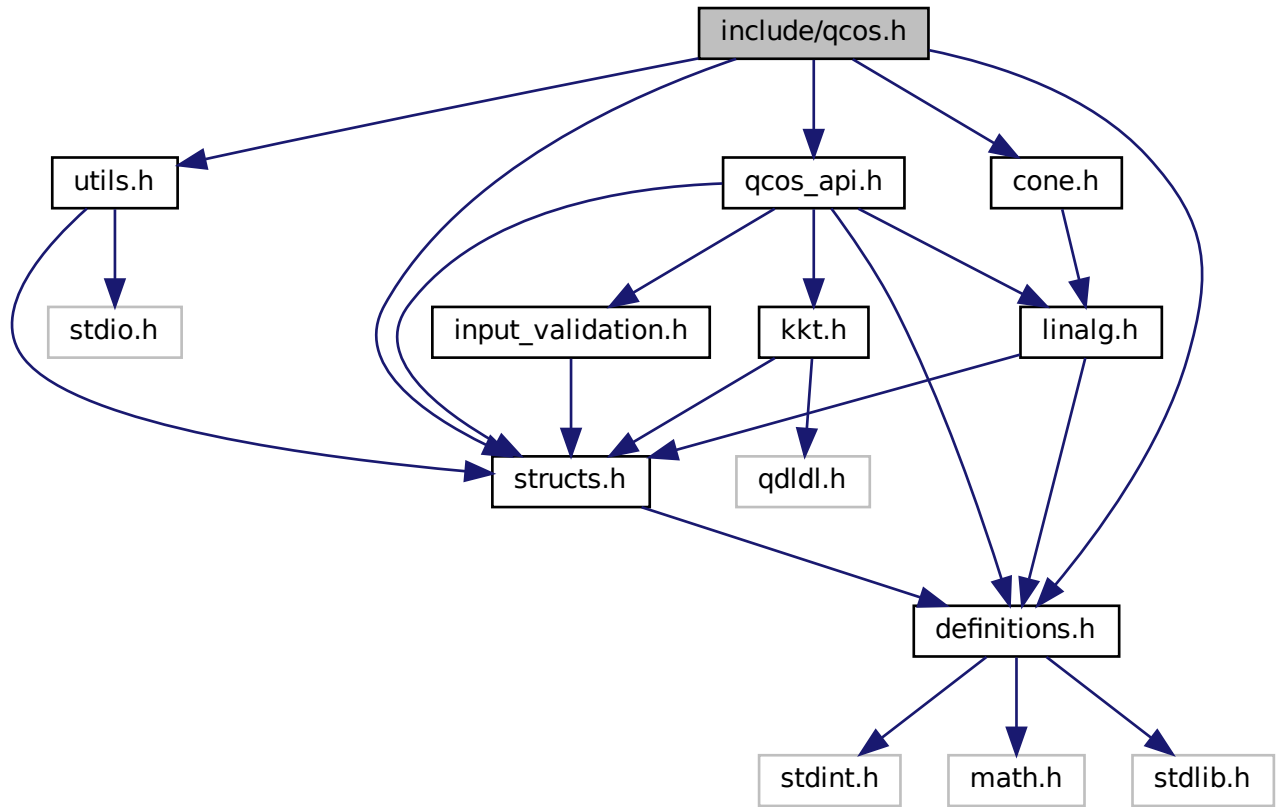 include/qcos.h
utils.h
qcos_api.h
cone.h
stdio.h
input_validation.h
kkt.h
linalg.h
structs.h
qdldl.h
definitions.h
stdint.h
math.h
stdlib.h